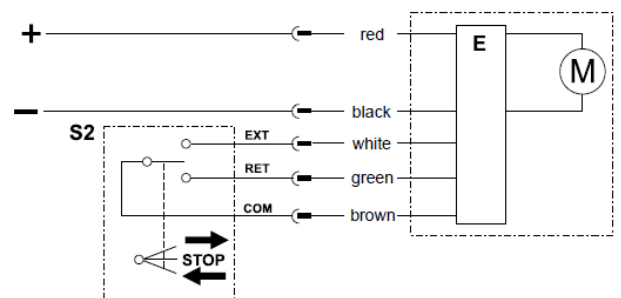 + red
E
M
− black
S2
EXT white
RET green
COM brown
STOP